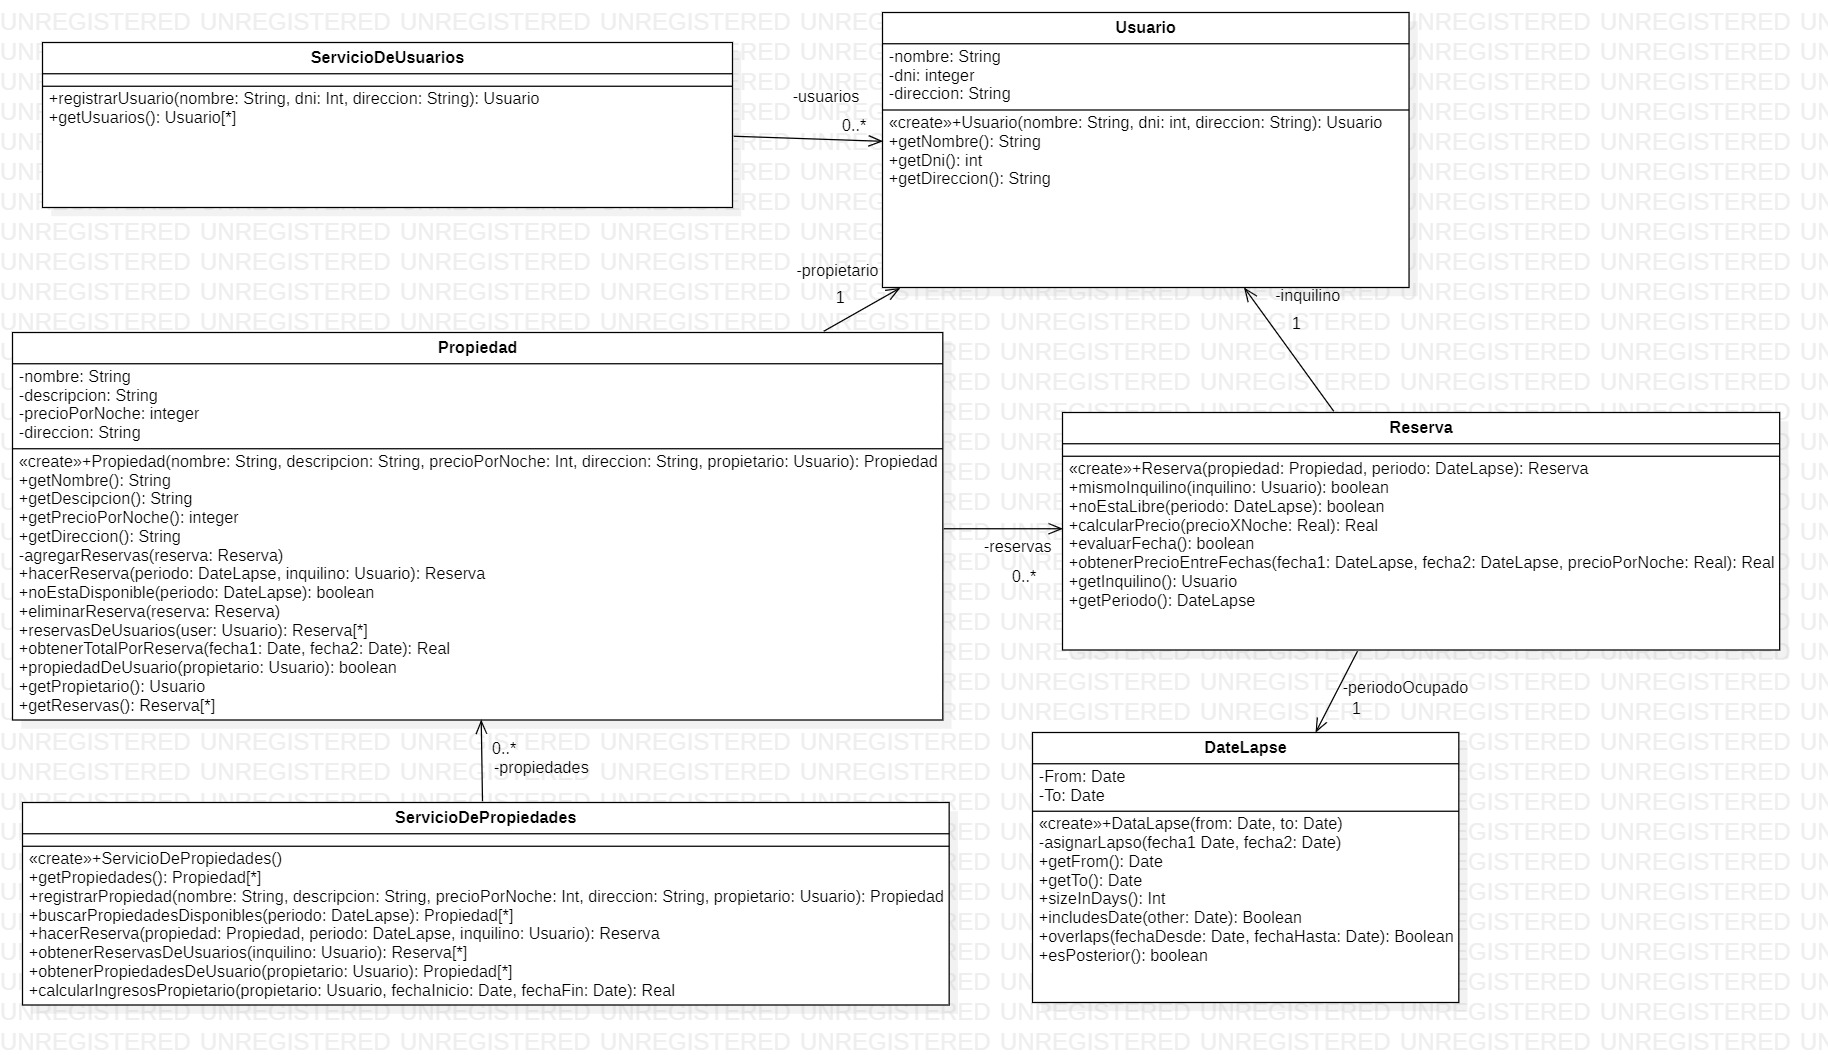 ServicioDeUsuarios
+registrarUsuario(nombre: String, dni: Int, direccion: String): Usuario
+getUsuarios(): Usuario[*]
-usuarios
0..*
Usuario
-nombre: String
-dni: integer
-direccion: String
«create»+Usuario(nombre: String, dni: int, direccion: String): Usuario
+getNombre(): String
+getDni(): int
+getDireccion(): String
-propietario
1
-inquilino
1
Propiedad
-nombre: String
-descripcion: String
-precioPorNoche: integer
-direccion: String
«create»+Propiedad(nombre: String, descripcion: String, precioPorNoche: Int, direccion: String, propietario: Usuario): Propiedad
+getNombre(): String
+getDescipcion(): String
+getPrecioPorNoche(): integer
+getDireccion(): String
-agregarReservas(reserva: Reserva)
+hacerReserva(periodo: DateLapse, inquilino: Usuario): Reserva
+noEstaDisponible(periodo: DateLapse): boolean
+eliminarReserva(reserva: Reserva)
+reservasDeUsuarios(user: Usuario): Reserva[*]
+obtenerTotalPorReserva(fecha1: Date, fecha2: Date): Real
+propiedadDeUsuario(propietario: Usuario): boolean
+getPropietario(): Usuario
+getReservas(): Reserva[*]
-reservas
0..*
Reserva
«create»+Reserva(propiedad: Propiedad, periodo: DateLapse): Reserva
+mismoInquilino(inquilino: Usuario): boolean
+noEstaLibre(periodo: DateLapse): boolean
+calcularPrecio(precioXNoche: Real): Real
+evaluarFecha(): boolean
+obtenerPrecioEntreFechas(fecha1: DateLapse, fecha2: DateLapse, precioPorNoche: Real): Real
+getInquilino(): Usuario
+getPeriodo(): DateLapse
-periodoOcupado
1
0..*
-propiedades
ServicioDePropiedades
«create»+ServicioDePropiedades()
+getPropiedades(): Propiedad[*]
+registrarPropiedad(nombre: String, descripcion: String, precioPorNoche: Int, direccion: String, propietario: Usuario): Propiedad
+buscarPropiedadesDisponibles(periodo: DateLapse): Propiedad[*]
+hacerReserva(propiedad: Propiedad, periodo: DateLapse, inquilino: Usuario): Reserva
+obtenerReservasDeUsuarios(inquilino: Usuario): Reserva[*]
+obtenerPropiedadesDeUsuario(propietario: Usuario): Propiedad[*]
+calcularIngresosPropietario(propietario: Usuario, fechaInicio: Date, fechaFin: Date): Real
DateLapse
-From: Date
-To: Date
«create»+DataLapse(from: Date, to: Date)
-asignarLapso(fecha1 Date, fecha2: Date)
+getFrom(): Date
+getTo(): Date
+sizeInDays(): Int
+includesDate(other: Date): Boolean
+overlaps(fechaDesde: Date, fechaHasta: Date): Boolean
+esPosterior(): boolean
UNREGISTERED